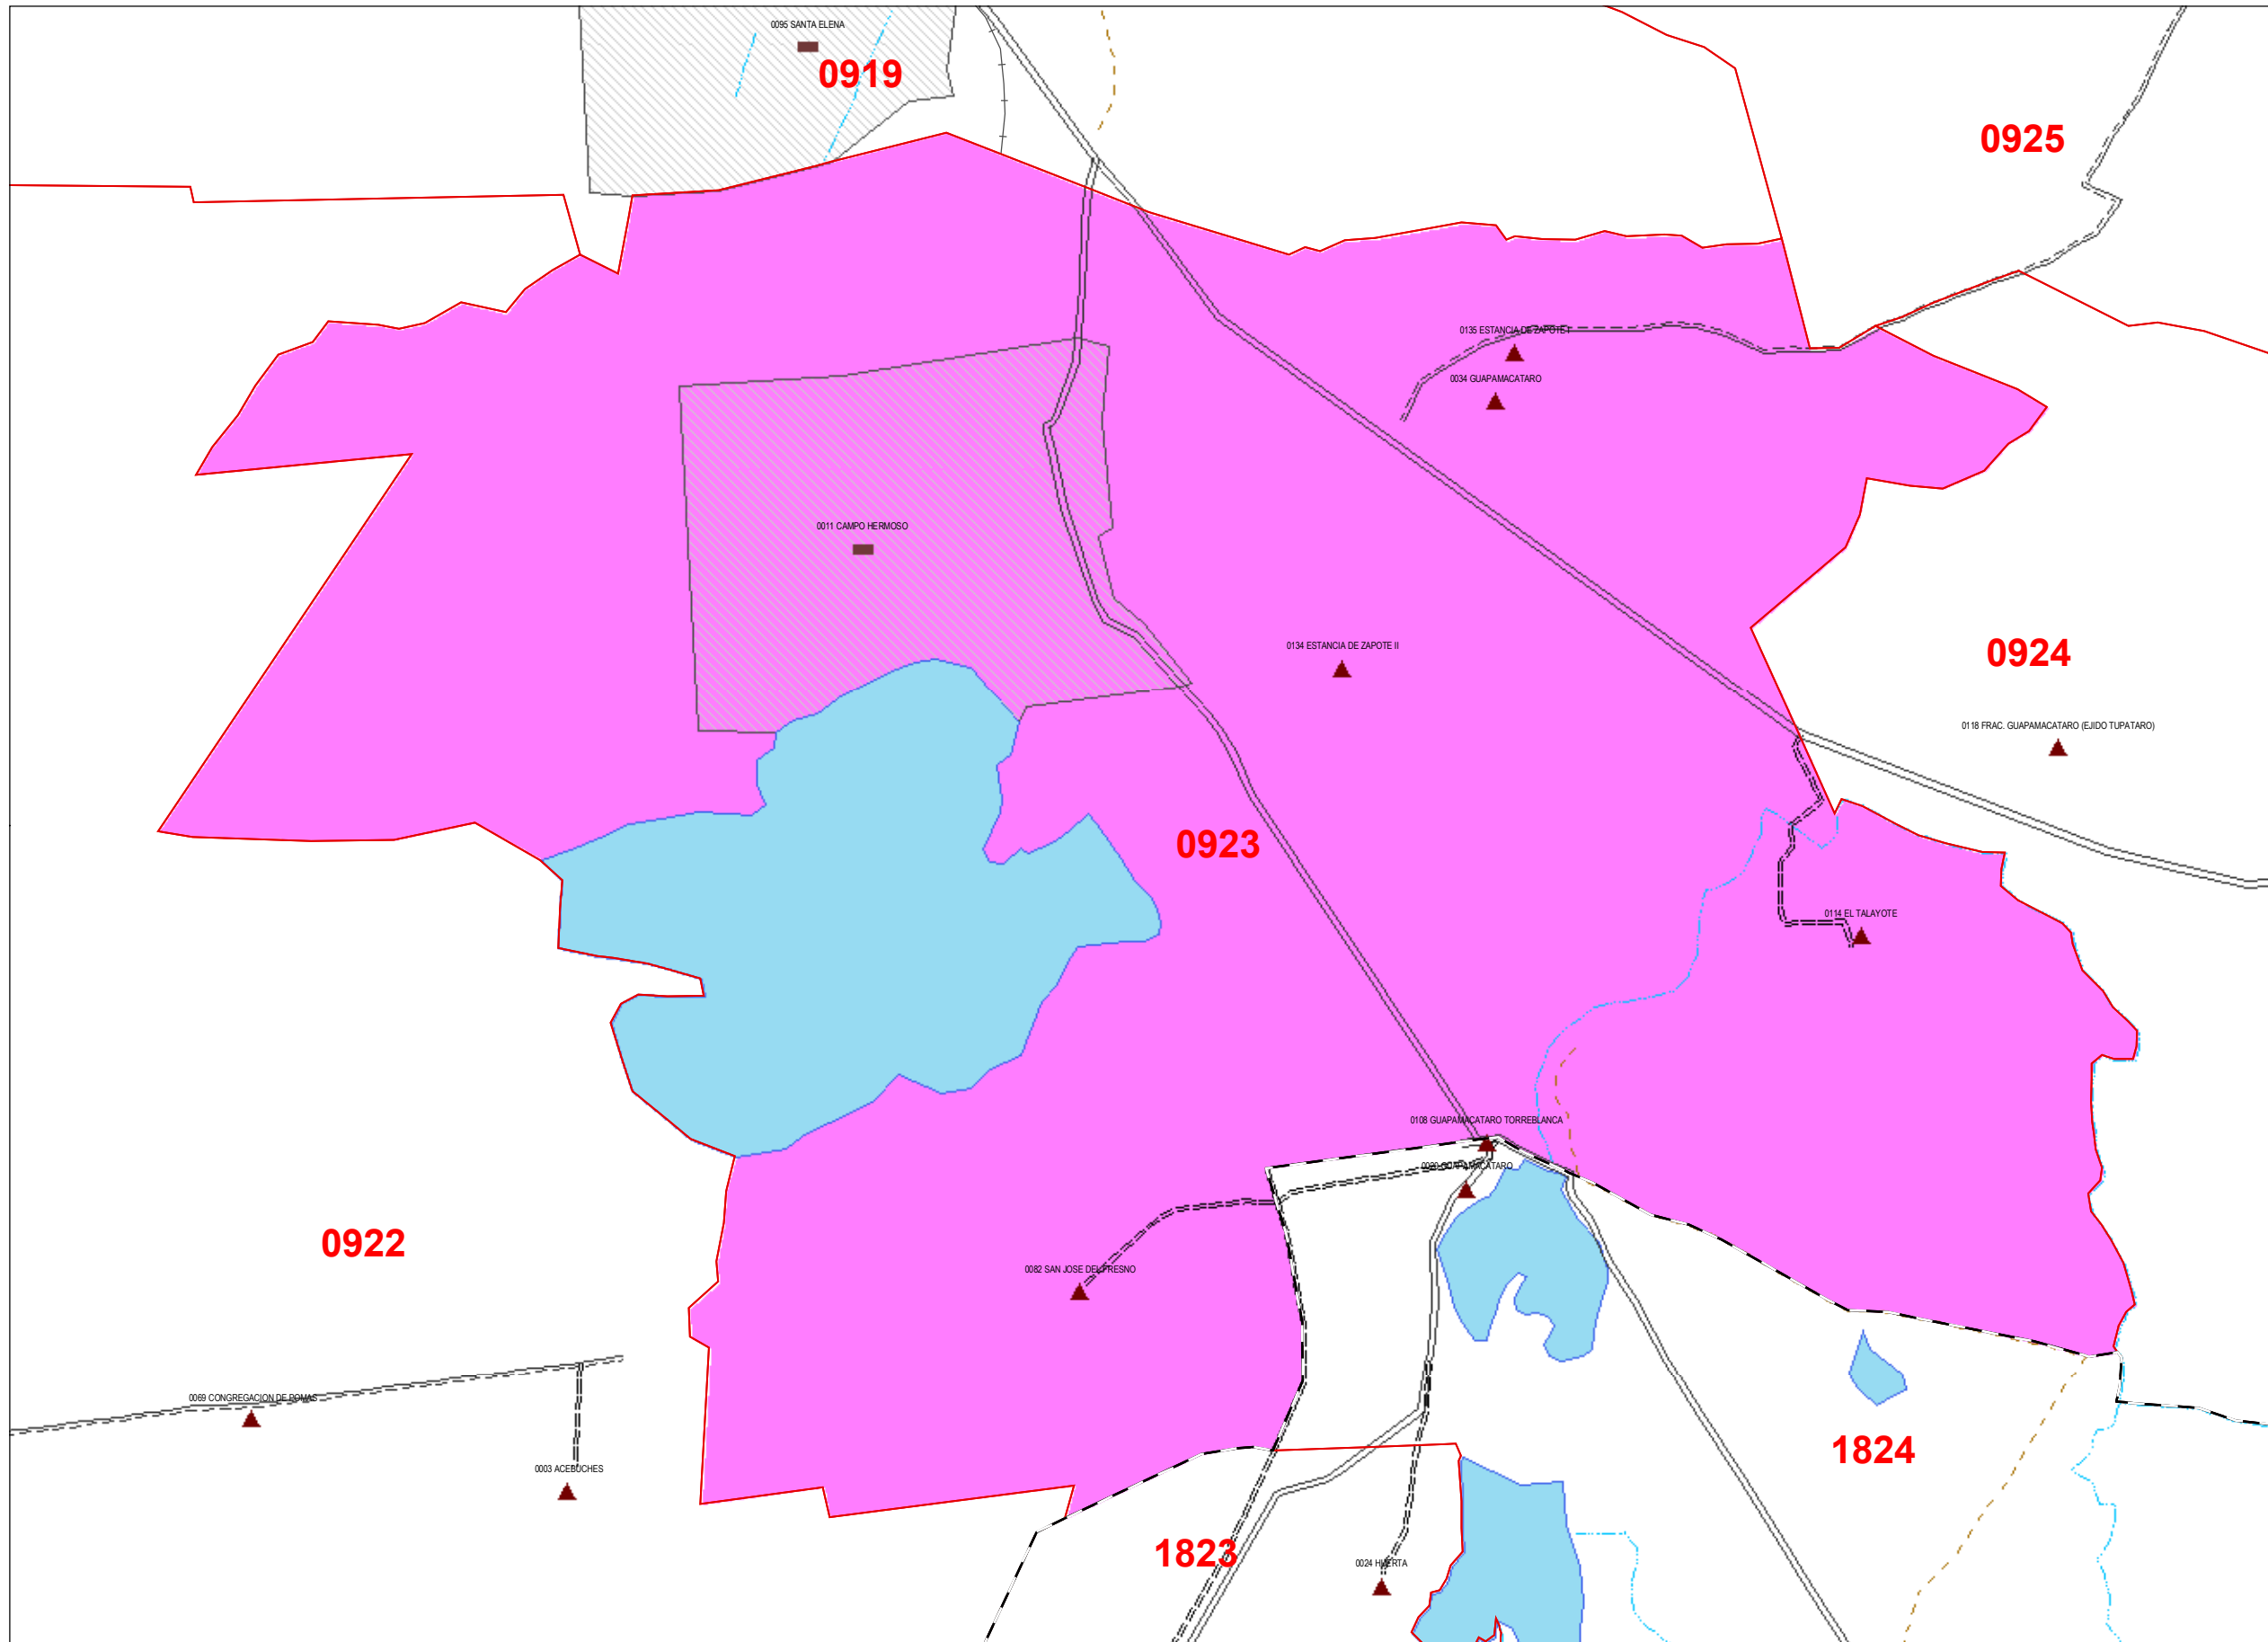 0095 SANTA ELENA
0919
0925
0135 ESTANCIA DE ZAPOTE I
0034 GUAPAMACATARO
0011 CAMPO HERMOSO
0134 ESTANCIA DE ZAPOTE II
0924
0118 FRAC. GUAPAMACATARO (EJIDO TUPATARO)
0923
0114 EL TALAYOTE
0108 GUAPAMACATARO TORREBLANCA
0020 GUAPAMACATARO
0922
0082 SAN JOSE DEL FRESNO
0069 CONGREGACION DE POMAS
1824
0003 ACEBUCHES
1823
0024 HUERTA